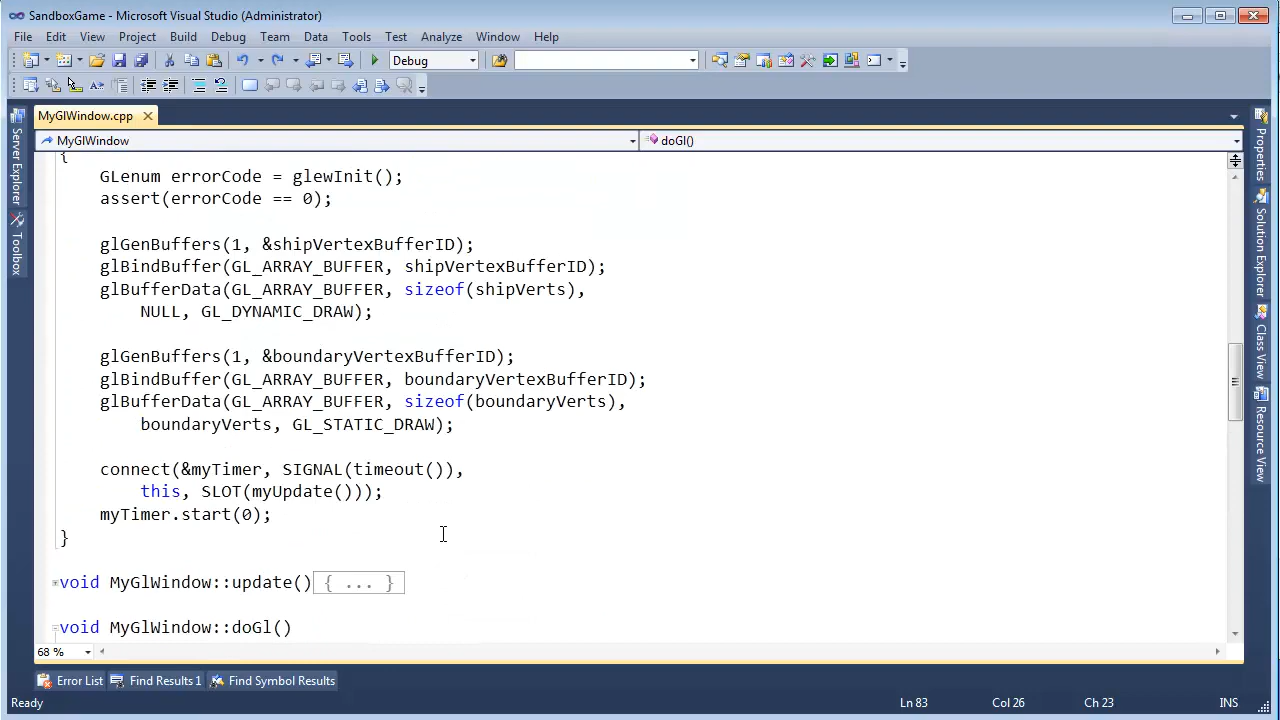 SandboxGame - Microsoft Visual Studio (Administrator)
File Edit View Project Build Debug Team Data Tools Test Analyze Window Help
Debug
MyGlWindow.cpp
MyGlWindow doGl()
{
GLenum errorCode = glewInit();
assert(errorCode == 0);
glGenBuffers(1, &shipVertexBufferID);
glBindBuffer(GL_ARRAY_BUFFER, shipVertexBufferID);
glBufferData(GL_ARRAY_BUFFER, sizeof(shipVerts),
NULL, GL_DYNAMIC_DRAW);
glGenBuffers(1, &boundaryVertexBufferID);
glBindBuffer(GL_ARRAY_BUFFER, boundaryVertexBufferID);
glBufferData(GL_ARRAY_BUFFER, sizeof(boundaryVerts),
boundaryVerts, GL_STATIC_DRAW);
connect(&myTimer, SIGNAL(timeout()),
this, SLOT(myUpdate()));
myTimer.start(0);
}
void MyGlWindow::update(){ ... }
void MyGlWindow::doGl()
68 %
Server Explorer
Toolbox
Properties
Solution Explorer
Class View
Resource View
Error List Find Results 1 Find Symbol Results
Ready Ln 83 Col 26 Ch 23 INS